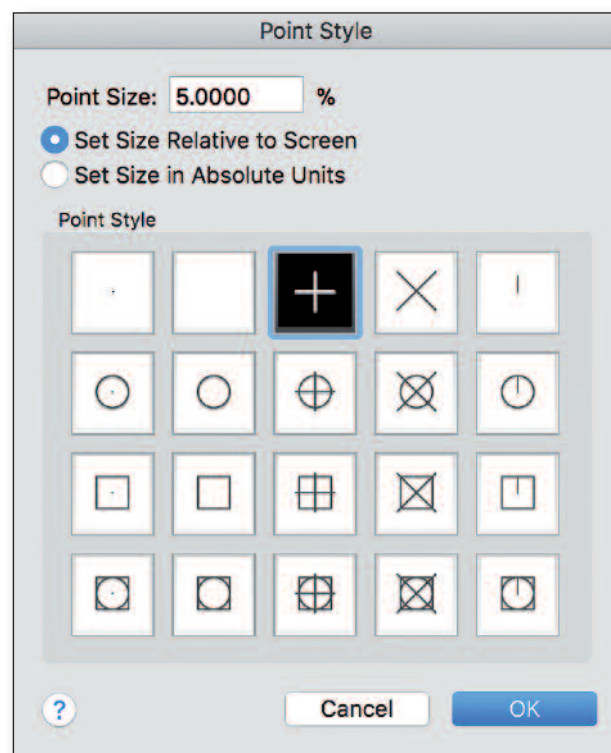 Point Style
Point Size: 5.0000 %
Set Size Relative to Screen
Set Size in Absolute Units
Point Style
?
Cancel OK